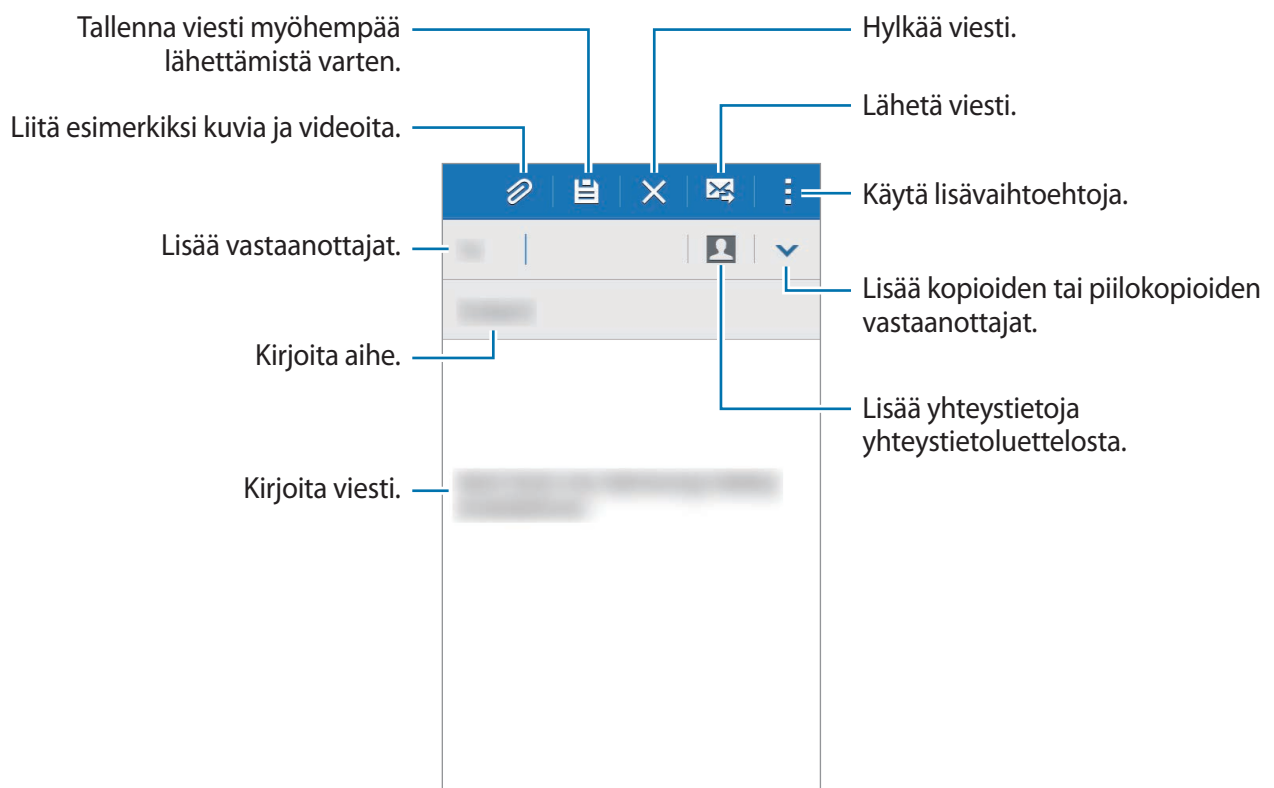 Tallenna viesti myöhempää
lähettämistä varten.
Liitä esimerkiksi kuvia ja videoita.
Lisää vastaanottajat.
Kirjoita aihe.
Kirjoita viesti.
Hylkää viesti.
Lähetä viesti.
Käytä lisävaihtoehtoja.
Lisää kopioiden tai piilokopioiden
vastaanottajat.
Lisää yhteystietoja
yhteystietoluettelosta.